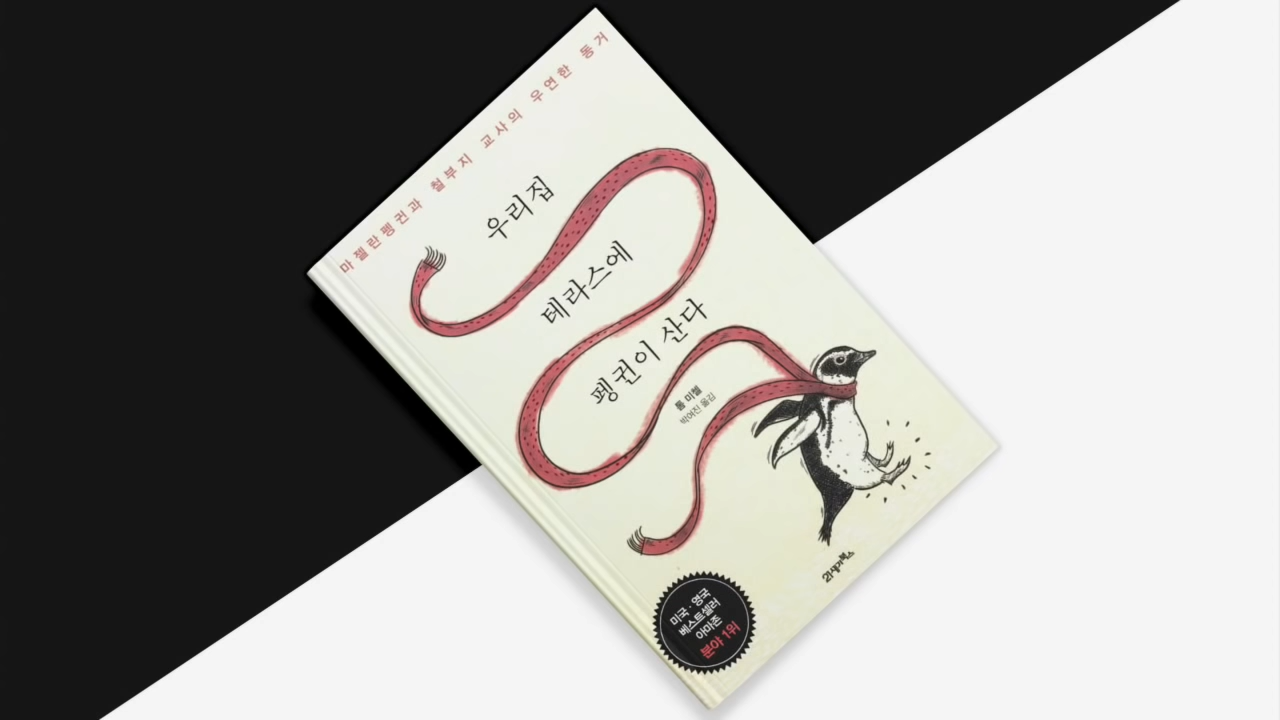 마젤란펭귄과 철부지 교사의 우연한 동거
우리집
테라스에
펭귄이 산다
톰 미첼
박여진 옮김
21세기북스
미국·영국
베스트셀러
아마존
분야 1위